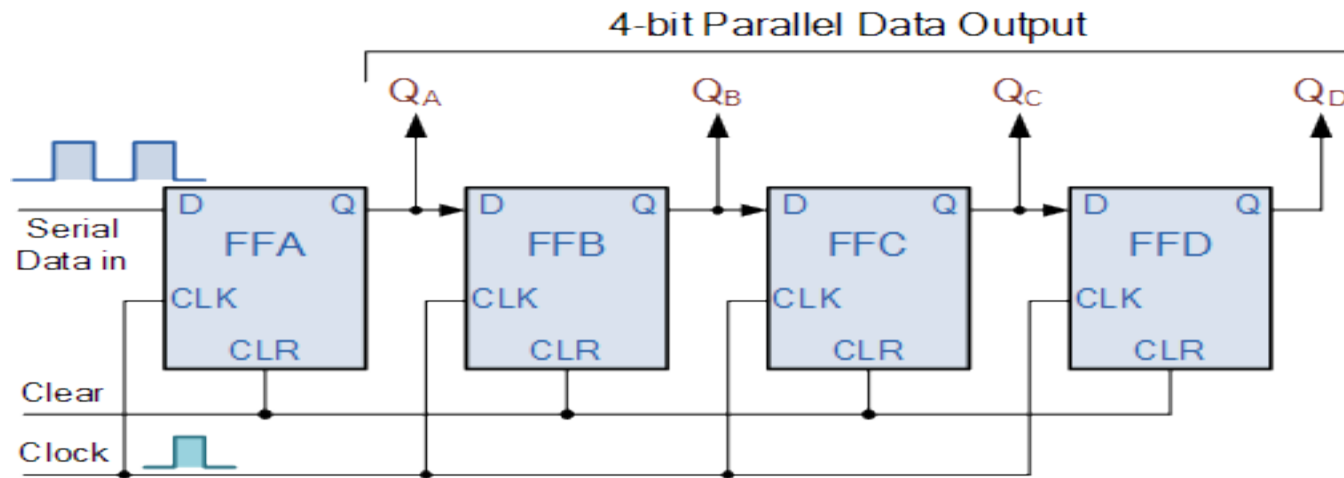 4-bit Parallel Data Output
QA QB QC QD
D Q D Q D Q D Q
Serial
Data in
FFA FFB FFC FFD
CLK CLK CLK CLK
CLR CLR CLR CLR
Clear
Clock